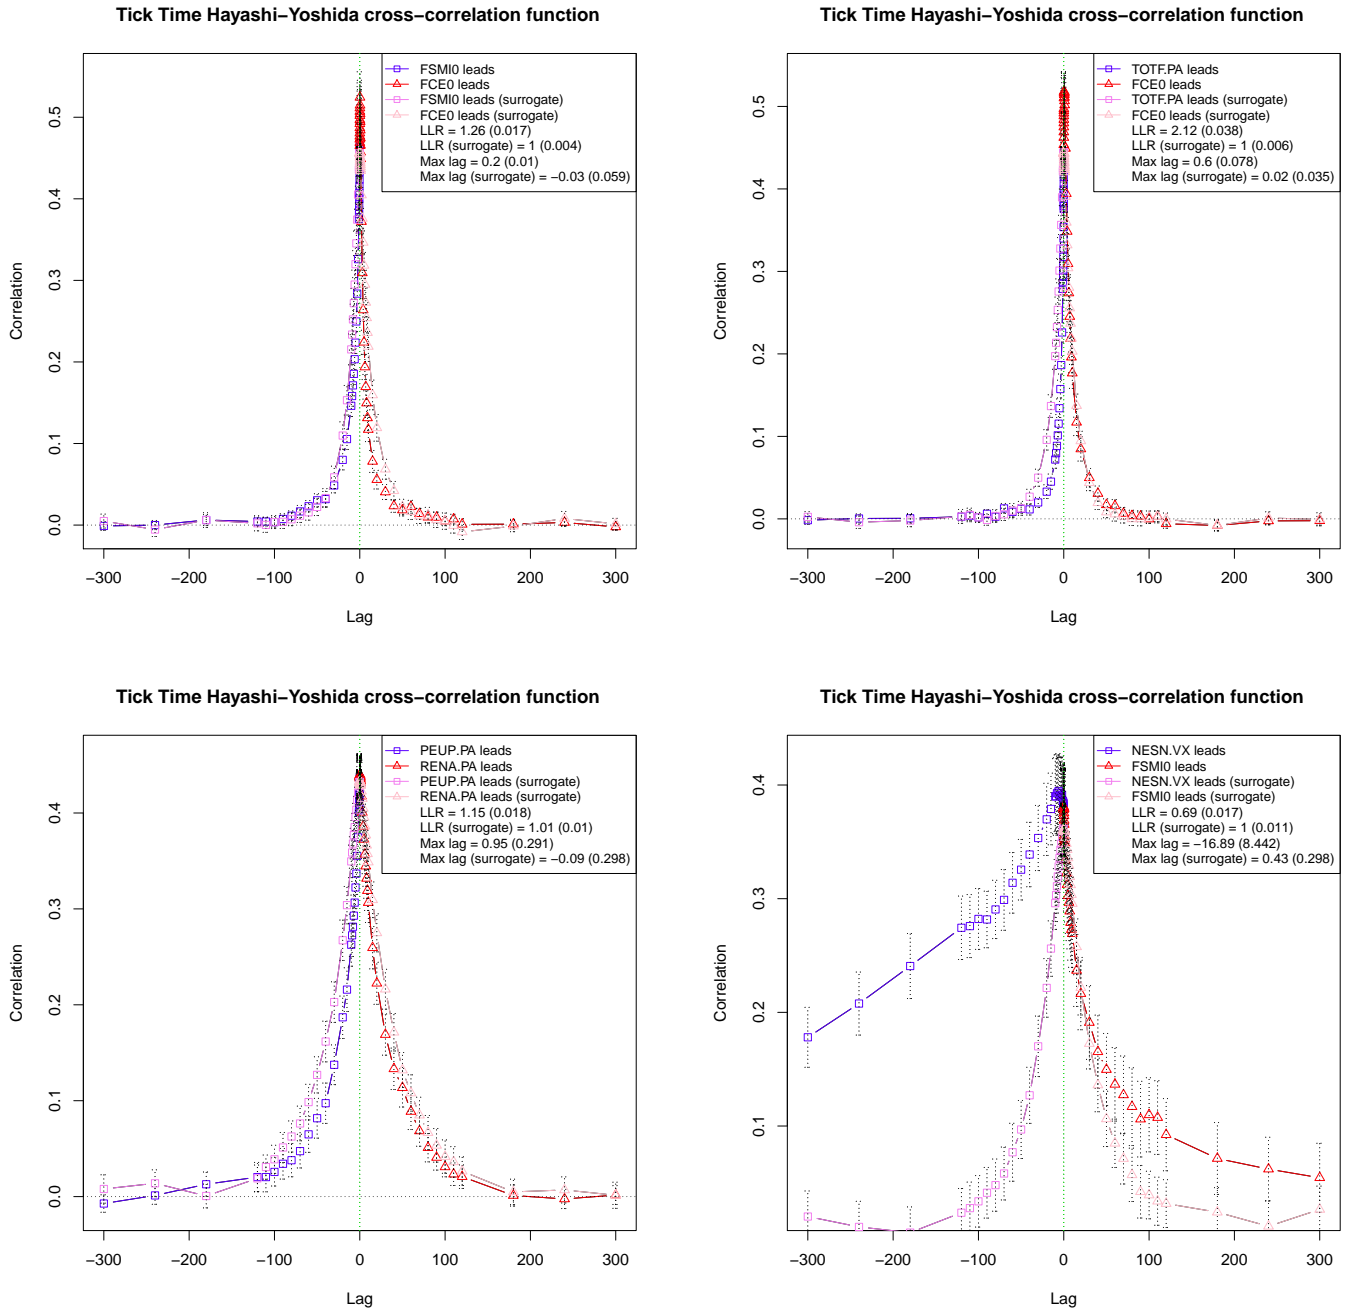 Tick Time Hayashi−Yoshida cross−correlation function
FSMI0 leads
FCE0 leads
FSMI0 leads (surrogate)
FCE0 leads (surrogate)
LLR = 1.26 (0.017)
LLR (surrogate) = 1 (0.004)
Max lag = 0.2 (0.01)
Max lag (surrogate) = −0.03 (0.059)
Correlation
0.5
0.4
0.3
0.2
0.1
0.0
−300 −200 −100 0 100 200 300
Lag
Tick Time Hayashi−Yoshida cross−correlation function
TOTF.PA leads
FCE0 leads
TOTF.PA leads (surrogate)
FCE0 leads (surrogate)
LLR = 2.12 (0.038)
LLR (surrogate) = 1 (0.006)
Max lag = 0.6 (0.078)
Max lag (surrogate) = 0.02 (0.035)
Correlation
0.5
0.4
0.3
0.2
0.1
0.0
−300 −200 −100 0 100 200 300
Lag
Tick Time Hayashi−Yoshida cross−correlation function
PEUP.PA leads
RENA.PA leads
PEUP.PA leads (surrogate)
RENA.PA leads (surrogate)
LLR = 1.15 (0.018)
LLR (surrogate) = 1.01 (0.01)
Max lag = 0.95 (0.291)
Max lag (surrogate) = −0.09 (0.298)
Correlation
0.4
0.3
0.2
0.1
0.0
−300 −200 −100 0 100 200 300
Lag
Tick Time Hayashi−Yoshida cross−correlation function
NESN.VX leads
FSMI0 leads
NESN.VX leads (surrogate)
FSMI0 leads (surrogate)
LLR = 0.69 (0.017)
LLR (surrogate) = 1 (0.011)
Max lag = −16.89 (8.442)
Max lag (surrogate) = 0.43 (0.298)
Correlation
0.4
0.3
0.2
0.1
−300 −200 −100 0 100 200 300
Lag